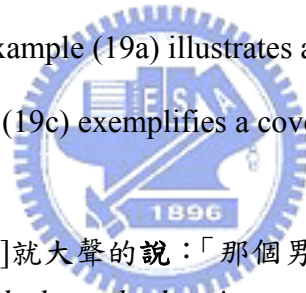 xample (19a) illustrates a
(19c) exemplifies a cov
E S
1896
]就大聲的說：「那個男